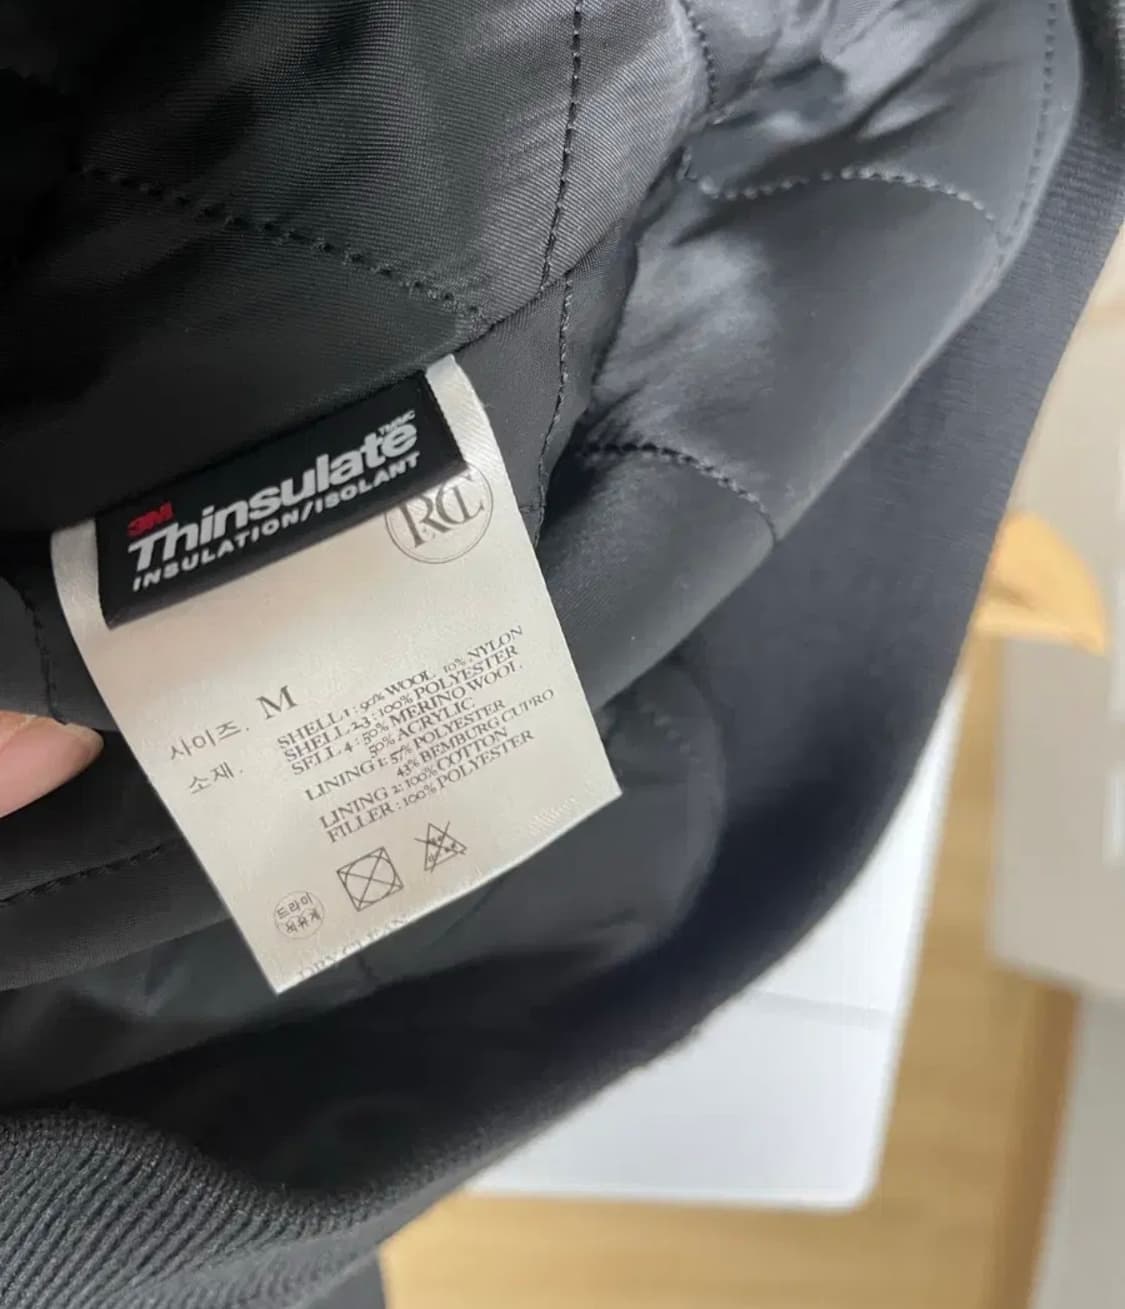 3M
Thinsulate TM/MC
INSULATION/ISOLANT
사이즈. M
소재.
SHELL 1 : 90% WOOL 10% NYLON
SHELL 2.3 : 100% POLYESTER
SELL 4 : 50% MERINO WOOL
50% ACRYLIC
LINING 1: 57% POLYESTER
43% BEMBURG CUPRO
LINING 2: 100% COTTON
FILLER : 100% POLYESTER
드라이
DRY CLEAN